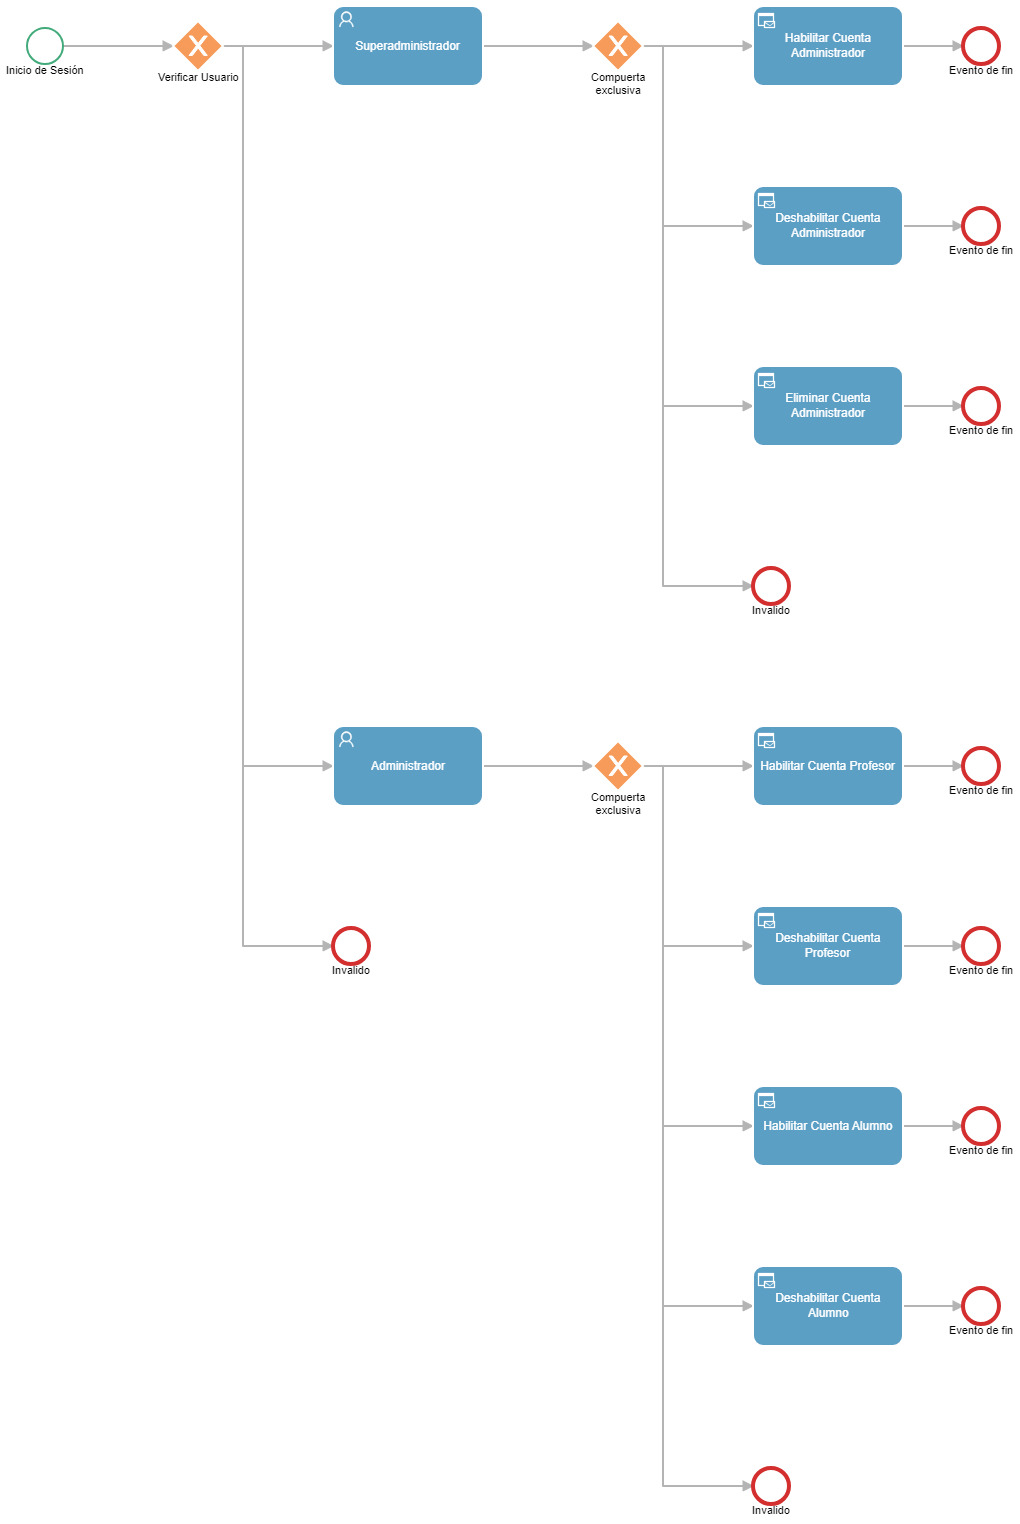 Inicio de Sesión
Verificar Usuario
Superadministrador
Compuerta
exclusiva
Habilitar Cuenta
Administrador
Evento de fin
Deshabilitar Cuenta
Administrador
Evento de fin
Eliminar Cuenta
Administrador
Evento de fin
Invalido
Administrador
Compuerta
exclusiva
Habilitar Cuenta Profesor
Evento de fin
Invalido
Deshabilitar Cuenta
Profesor
Evento de fin
Habilitar Cuenta Alumno
Evento de fin
Deshabilitar Cuenta
Alumno
Evento de fin
Invalido